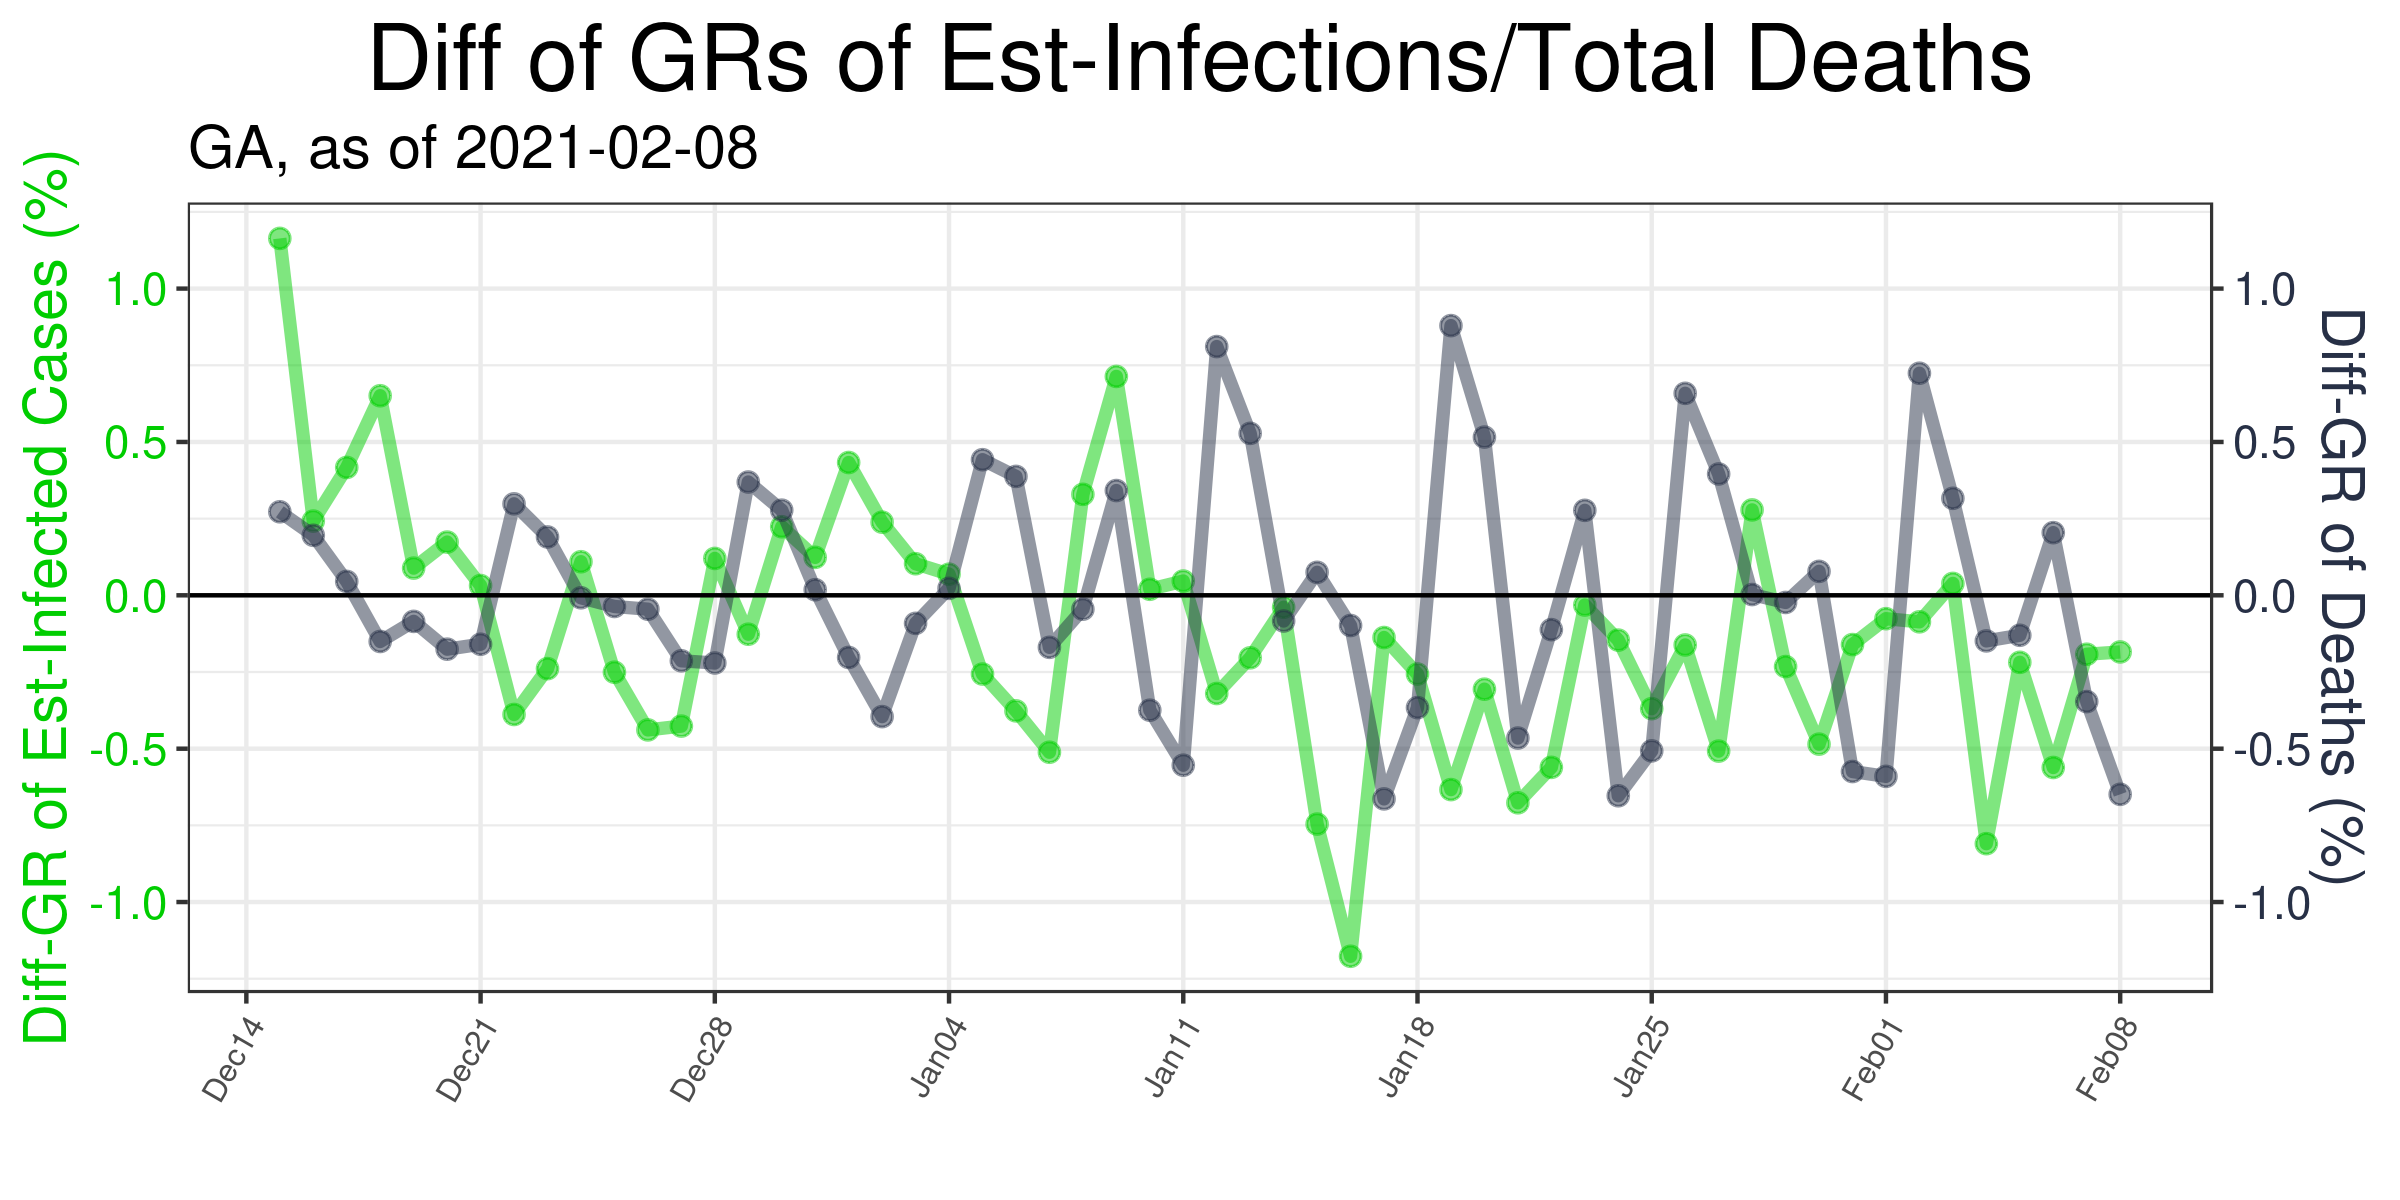 Diff of GRs of Est-Infections/Total Deaths
GA, as of 2021-02-08
Diff-GR of Est-Infected Cases (%)
1.0
0.5
0.0
-0.5
-1.0
1.0
0.5
0.0
-0.5
-1.0
Diff-GR of Deaths (%)
Dec14
Dec21
Dec28
Jan04
Jan11
Jan18
Jan25
Feb01
Feb08